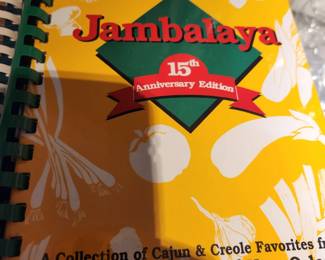 Jambalaya
15th
Anniversary Edition
A Collection of Cajun & Creole Favorites